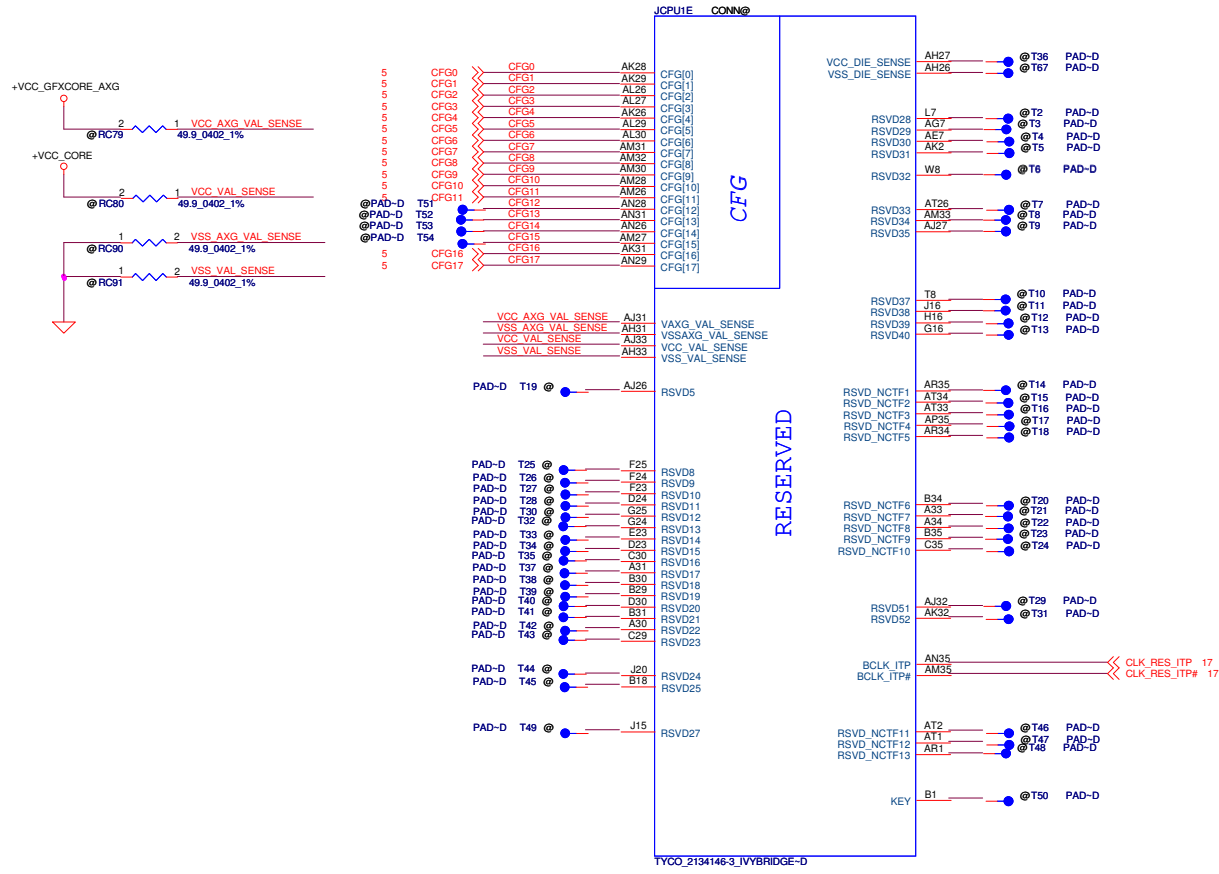 JCPU1E CONN@
+VCC_GFXCORE_AXG
2 1 VCC_AXG_VAL_SENSE
@RC79 49.9_0402_1%
+VCC_CORE
2 1 VCC_VAL_SENSE
@RC80 49.9_0402_1%
1 2 VSS_AXG_VAL_SENSE
@RC90 49.9_0402_1%
1 2 VSS_VAL_SENSE
@RC91 49.9_0402_1%
5 CFG0 CFG0 AK28 CFG[0]
5 CFG1 CFG1 AK29 CFG[1]
5 CFG2 CFG2 AL26 CFG[2]
5 CFG3 CFG3 AL27 CFG[3]
5 CFG4 CFG4 AK26 CFG[4]
5 CFG5 CFG5 AL29 CFG[5]
5 CFG6 CFG6 AL30 CFG[6]
5 CFG7 CFG7 AM31 CFG[7]
5 CFG8 CFG8 AM32 CFG[8]
5 CFG9 CFG9 AM30 CFG[9]
5 CFG10 CFG10 AM28 CFG[10]
5 CFG11 CFG11 AM26 CFG[11]
@PAD~D T51 CFG12 AN28 CFG[12]
@PAD~D T52 CFG13 AN31 CFG[13]
@PAD~D T53 CFG14 AN26 CFG[14]
@PAD~D T54 CFG15 AM27 CFG[15]
5 CFG16 CFG16 AK31 CFG[16]
5 CFG17 CFG17 AN29 CFG[17]
CFG
VCC_AXG_VAL_SENSE AJ31 VAXG_VAL_SENSE
VSS_AXG_VAL_SENSE AH31 VSSAXG_VAL_SENSE
VCC_VAL_SENSE AJ33 VCC_VAL_SENSE
VSS_VAL_SENSE AH33 VSS_VAL_SENSE
PAD~D T19 @ AJ26 RSVD5
PAD~D T25 @ F25 RSVD8
PAD~D T26 @ F24 RSVD9
PAD~D T27 @ F23 RSVD10
PAD~D T28 @ D24 RSVD11
PAD~D T30 @ G25 RSVD12
PAD~D T32 @ G24 RSVD13
PAD~D T33 @ E23 RSVD14
PAD~D T34 @ D23 RSVD15
PAD~D T35 @ C30 RSVD16
PAD~D T37 @ A31 RSVD17
PAD~D T38 @ B30 RSVD18
PAD~D T39 @ B29 RSVD19
PAD~D T40 @ D30 RSVD20
PAD~D T41 @ B31 RSVD21
PAD~D T42 @ A30 RSVD22
PAD~D T43 @ C29 RSVD23
PAD~D T44 @ J20 RSVD24
PAD~D T45 @ B18 RSVD25
PAD~D T49 @ J15 RSVD27
RESERVED
VCC_DIE_SENSE AH27 @T36 PAD~D
VSS_DIE_SENSE AH26 @T67 PAD~D
RSVD28 L7 @T2 PAD~D
RSVD29 AG7 @T3 PAD~D
RSVD30 AE7 @T4 PAD~D
RSVD31 AK2 @T5 PAD~D
RSVD32 W8 @T6 PAD~D
RSVD33 AT26 @T7 PAD~D
RSVD34 AM33 @T8 PAD~D
RSVD35 AJ27 @T9 PAD~D
RSVD37 T8 @T10 PAD~D
RSVD38 J16 @T11 PAD~D
RSVD39 H16 @T12 PAD~D
RSVD40 G16 @T13 PAD~D
RSVD_NCTF1 AR35 @T14 PAD~D
RSVD_NCTF2 AT34 @T15 PAD~D
RSVD_NCTF3 AT33 @T16 PAD~D
RSVD_NCTF4 AP35 @T17 PAD~D
RSVD_NCTF5 AR34 @T18 PAD~D
RSVD_NCTF6 B34 @T20 PAD~D
RSVD_NCTF7 A33 @T21 PAD~D
RSVD_NCTF8 A34 @T22 PAD~D
RSVD_NCTF9 B35 @T23 PAD~D
RSVD_NCTF10 C35 @T24 PAD~D
RSVD51 AJ32 @T29 PAD~D
RSVD52 AK32 @T31 PAD~D
BCLK_ITP AN35 CLK_RES_ITP 17
BCLK_ITP# AM35 CLK_RES_ITP# 17
RSVD_NCTF11 AT2 @T46 PAD~D
RSVD_NCTF12 AT1 @T47 PAD~D
RSVD_NCTF13 AR1 @T48 PAD~D
KEY B1 @T50 PAD~D
TYCO_2134146-3_IVYBRIDGE~D